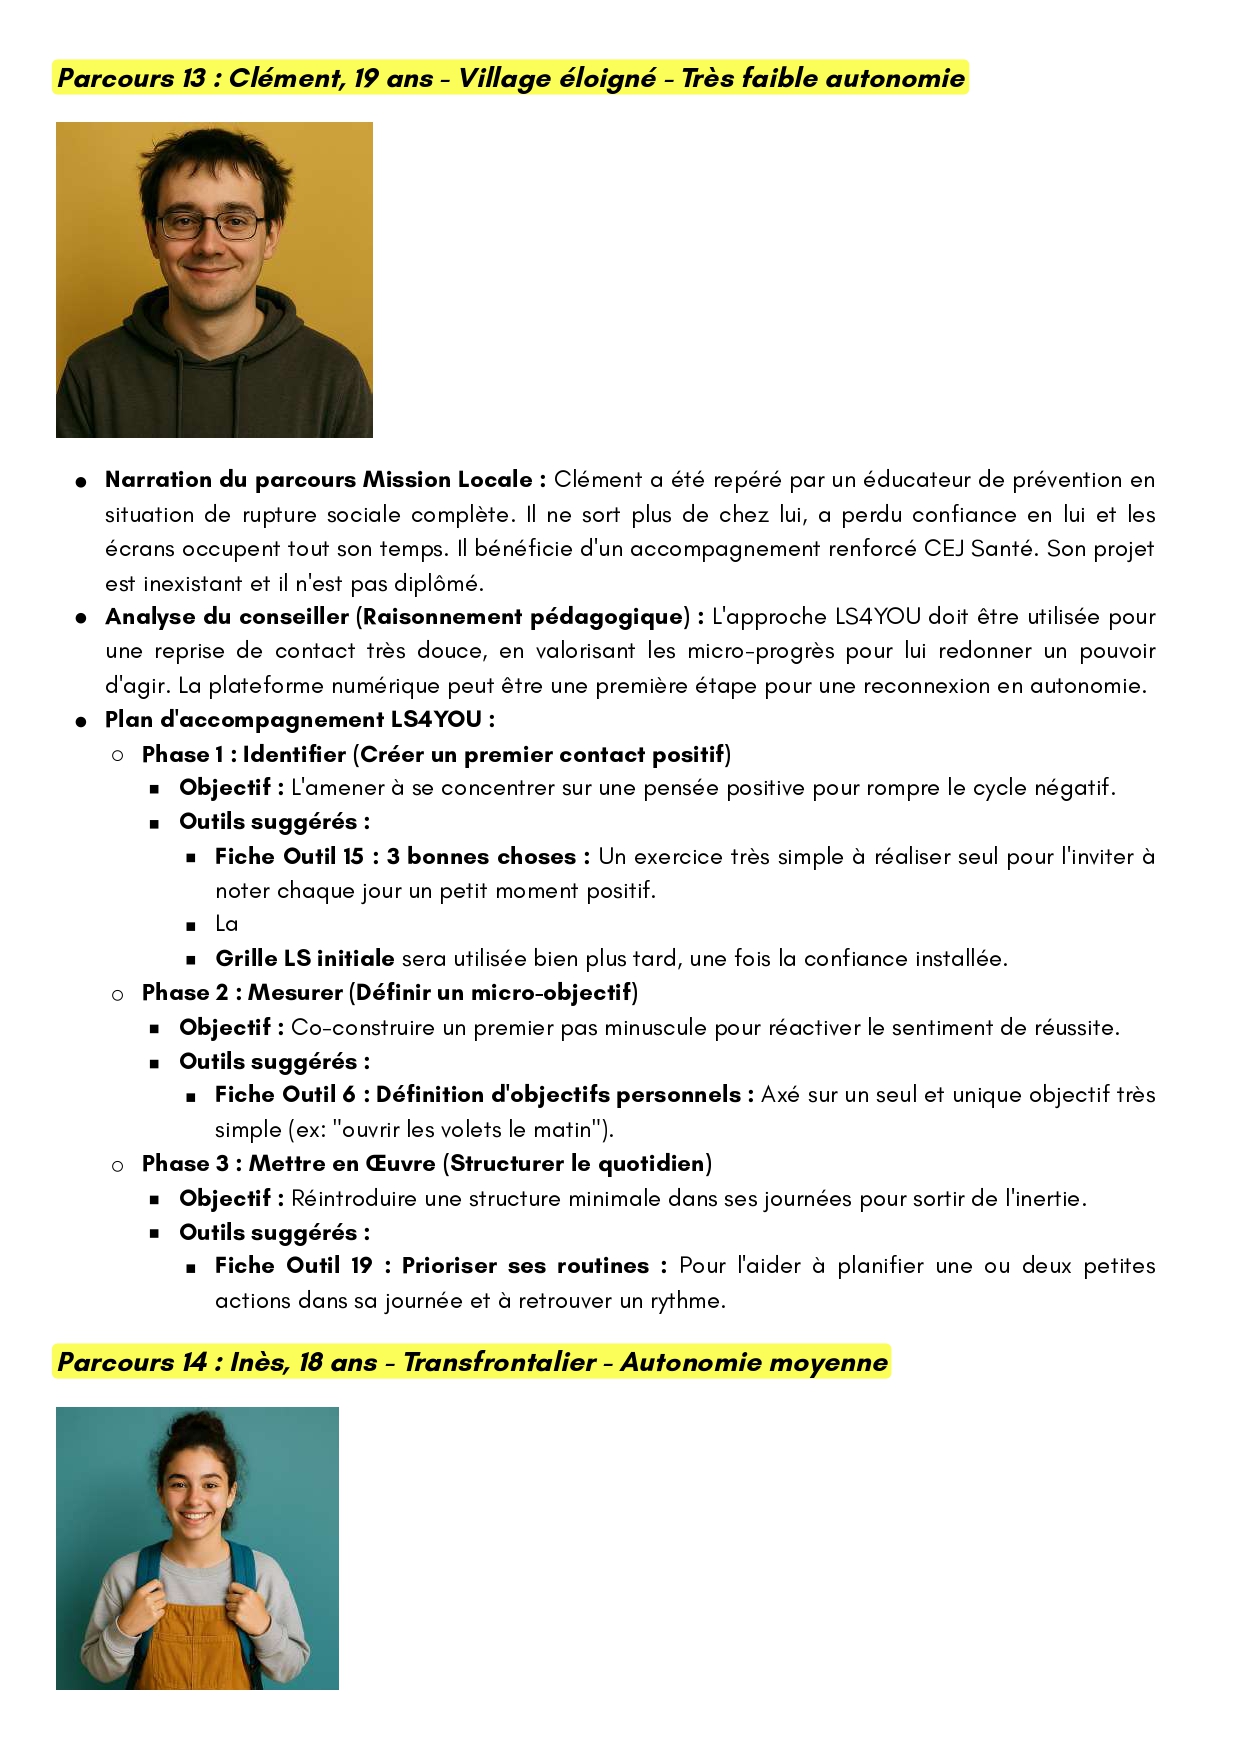 Parcours 13 : Clément, 19 ans - Village éloigné - Très faible autonomie
● Narration du parcours Mission Locale : Clément a été repéré par un éducateur de prévention en
situation de rupture sociale complète. Il ne sort plus de chez lui, a perdu confiance en lui et les
écrans occupent tout son temps. Il bénéficie d'un accompagnement renforcé CEJ Santé. Son projet
est inexistant et il n'est pas diplômé.
● Analyse du conseiller (Raisonnement pédagogique) : L'approche LS4YOU doit être utilisée pour
une reprise de contact très douce, en valorisant les micro-progrès pour lui redonner un pouvoir
d'agir. La plateforme numérique peut être une première étape pour une reconnexion en autonomie.
● Plan d'accompagnement LS4YOU :
○ Phase 1 : Identifier (Créer un premier contact positif)
■ Objectif : L'amener à se concentrer sur une pensée positive pour rompre le cycle négatif.
■ Outils suggérés :
■ Fiche Outil 15 : 3 bonnes choses : Un exercice très simple à réaliser seul pour l'inviter à
noter chaque jour un petit moment positif.
■ La
■ Grille LS initiale sera utilisée bien plus tard, une fois la confiance installée.
○ Phase 2 : Mesurer (Définir un micro-objectif)
■ Objectif : Co-construire un premier pas minuscule pour réactiver le sentiment de réussite.
■ Outils suggérés :
■ Fiche Outil 6 : Définition d'objectifs personnels : Axé sur un seul et unique objectif très
simple (ex: "ouvrir les volets le matin").
○ Phase 3 : Mettre en Œuvre (Structurer le quotidien)
■ Objectif : Réintroduire une structure minimale dans ses journées pour sortir de l'inertie.
■ Outils suggérés :
■ Fiche Outil 19 : Prioriser ses routines : Pour l'aider à planifier une ou deux petites
actions dans sa journée et à retrouver un rythme.
Parcours 14 : Inès, 18 ans - Transfrontalier - Autonomie moyenne